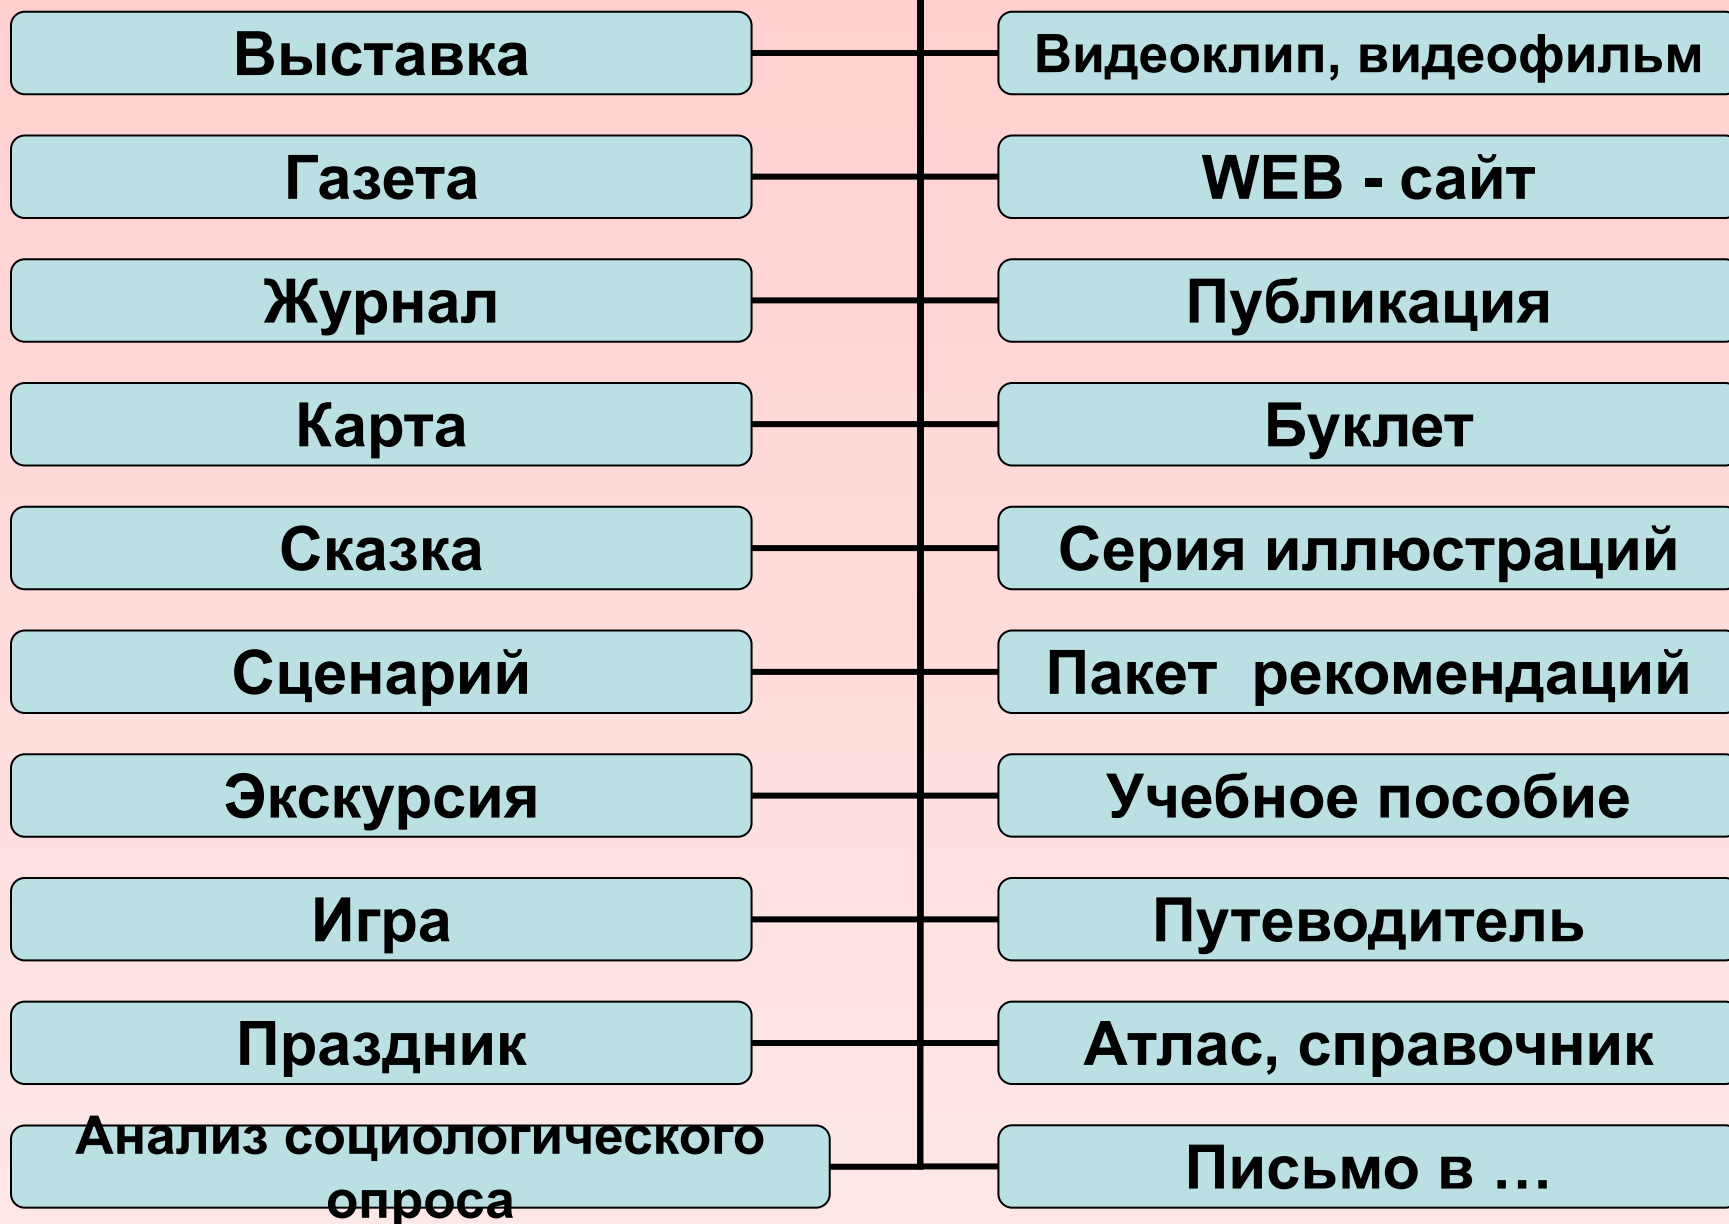 Выставка
Видеоклип, видеофильм
Газета
WEB - сайт
Журнал
Публикация
Карта
Буклет
Сказка
Серия иллюстраций
Сценарий
Пакет  рекомендаций
Экскурсия
Учебное пособие
Игра
Путеводитель
Праздник
Атлас, справочник
Анализ социологического
опроса
Письмо в …